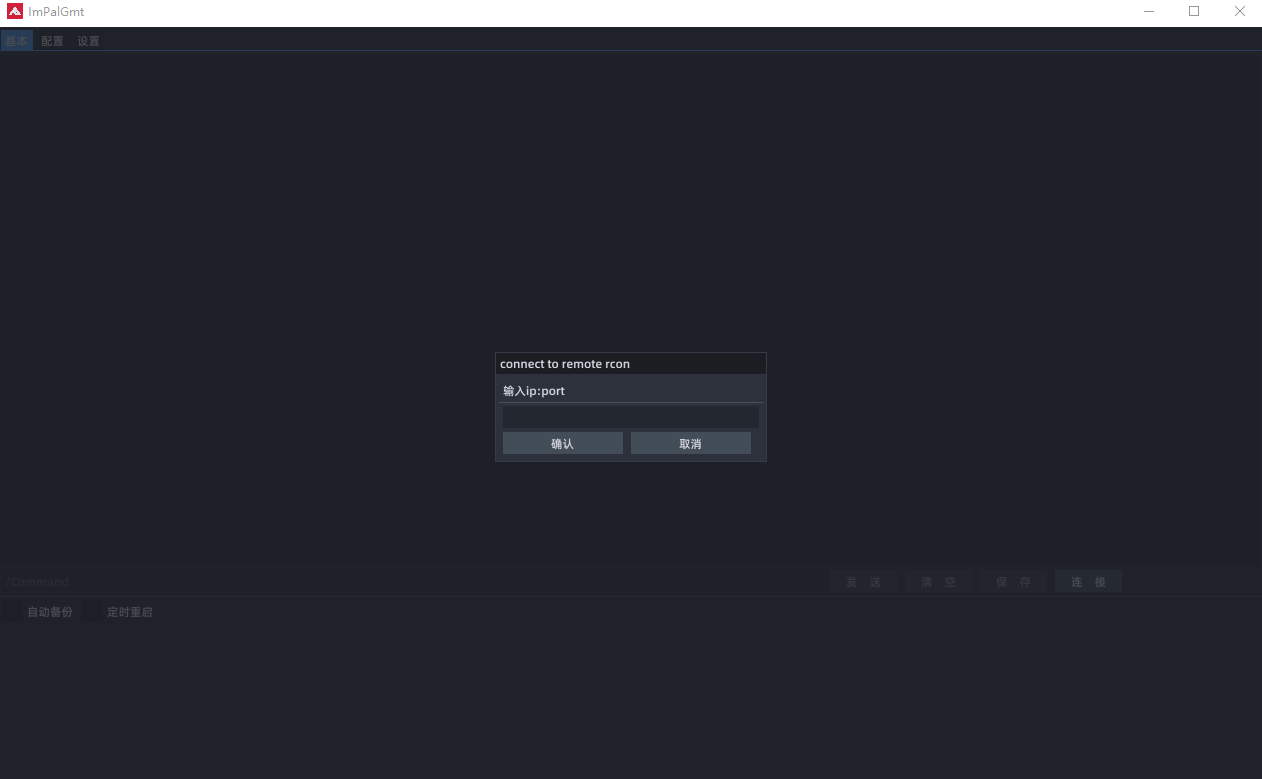 ImPalGmt
基本 配置 设置
connect to remote rcon
输入ip:port
确认 取消
/Command 发 送 清 空 保 存 连 接
自动备份 定时重启